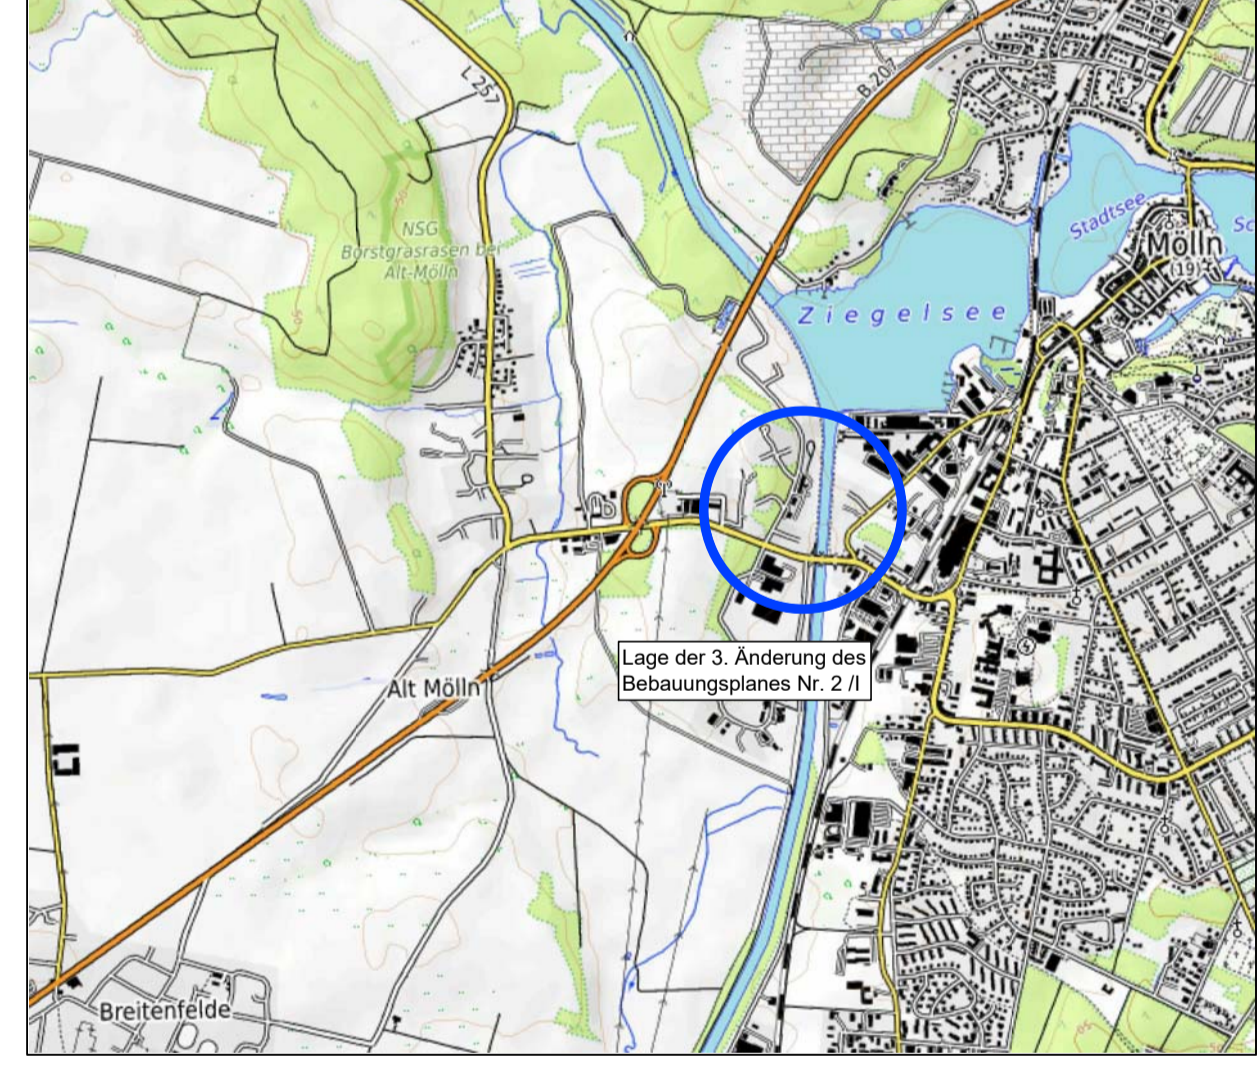 L 257
B 207
Stadtsee
Sc
Mölln
(19)
NSG
Borstgrasrasen bei
Alt-Mölln
Ziegelsee
Lage der 3. Änderung des
Bebauungsplanes Nr. 2 /I
Alt Mölln
Breitenfelde